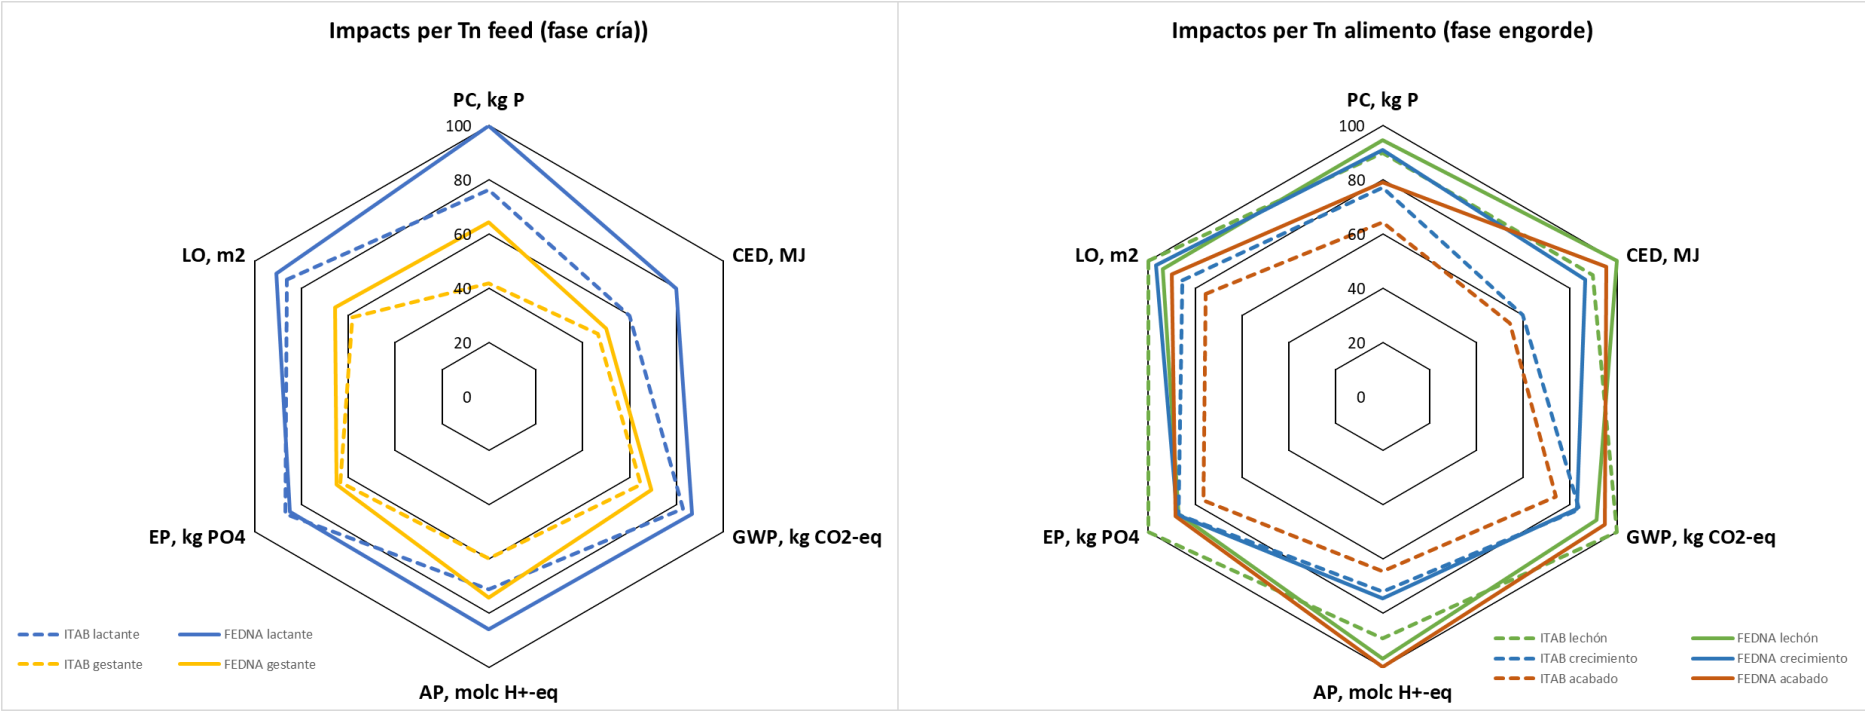 Impacts per Tn feed (fase cría))
PC, kg P
100
80
60
40
20
0
CED, MJ
LO, m2
EP, kg PO4
GWP, kg CO2-eq
AP, molc H+-eq
ITAB lactante
FEDNA lactante
ITAB gestante
FEDNA gestante
Impactos per Tn alimento (fase engorde)
PC, kg P
100
80
60
40
20
0
CED, MJ
LO, m2
EP, kg PO4
GWP, kg CO2-eq
AP, molc H+-eq
ITAB lechón
FEDNA lechón
ITAB crecimiento
FEDNA crecimiento
ITAB acabado
FEDNA acabado